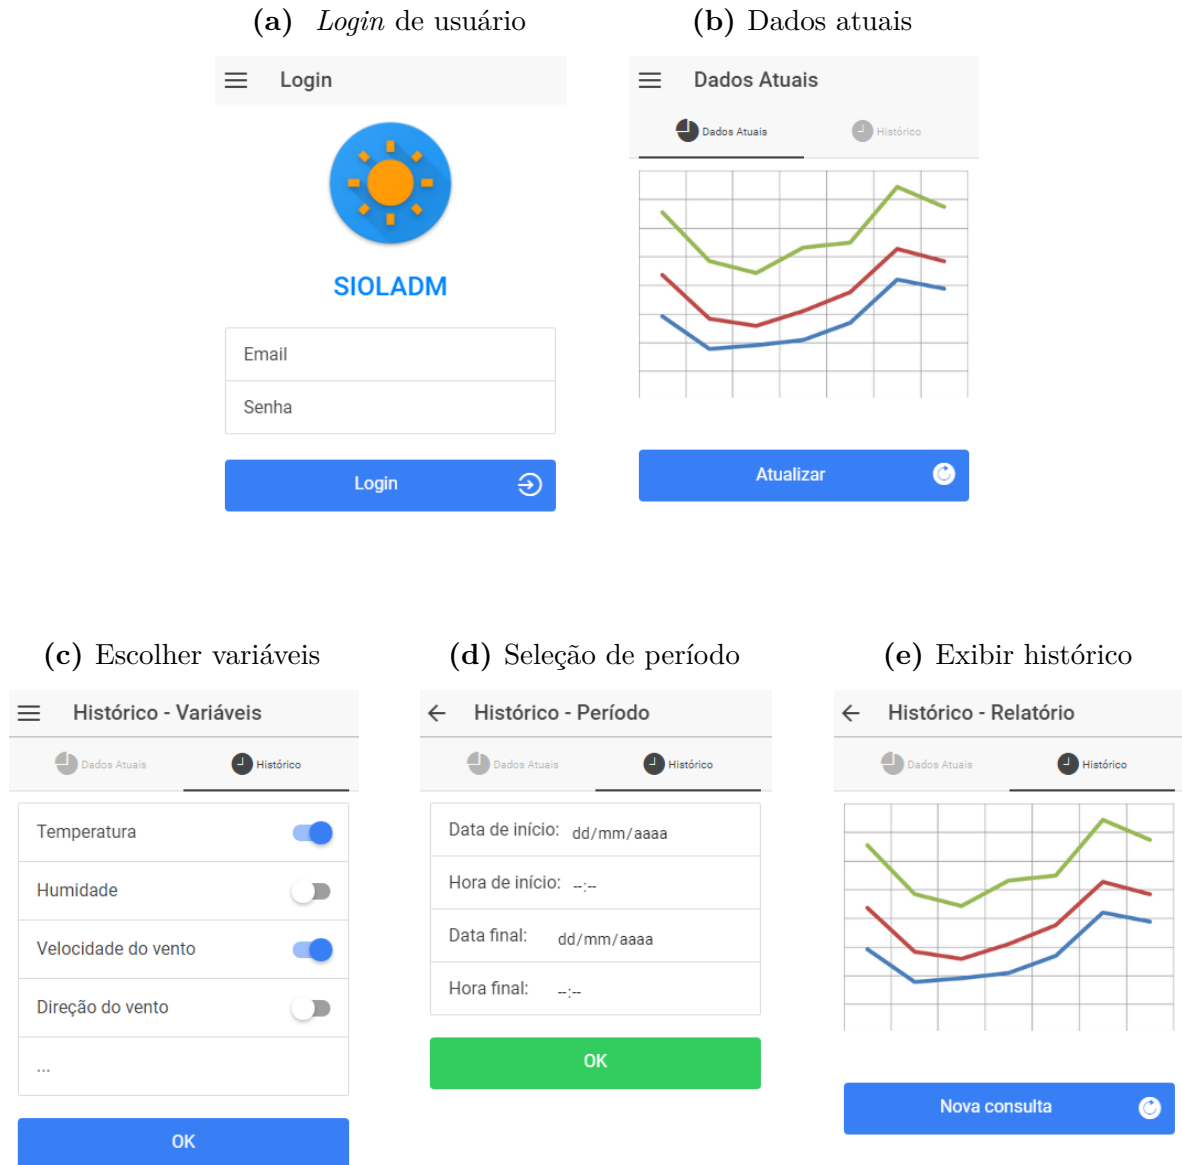 (a) Login de usuário
(b) Dados atuais
Login
SIOLADM
Email
Senha
Login
Dados Atuais
Dados Atuais
Histórico
Atualizar
(c) Escolher variáveis
(d) Seleção de período
(e) Exibir histórico
Histórico - Variáveis
Dados Atuais
Histórico
Temperatura
Humidade
Velocidade do vento
Direção do vento
...
OK
Histórico - Período
Dados Atuais
Histórico
Data de início: dd/mm/aaaa
Hora de início: --:--
Data final: dd/mm/aaaa
Hora final: --:--
OK
Histórico - Relatório
Dados Atuais
Histórico
Nova consulta